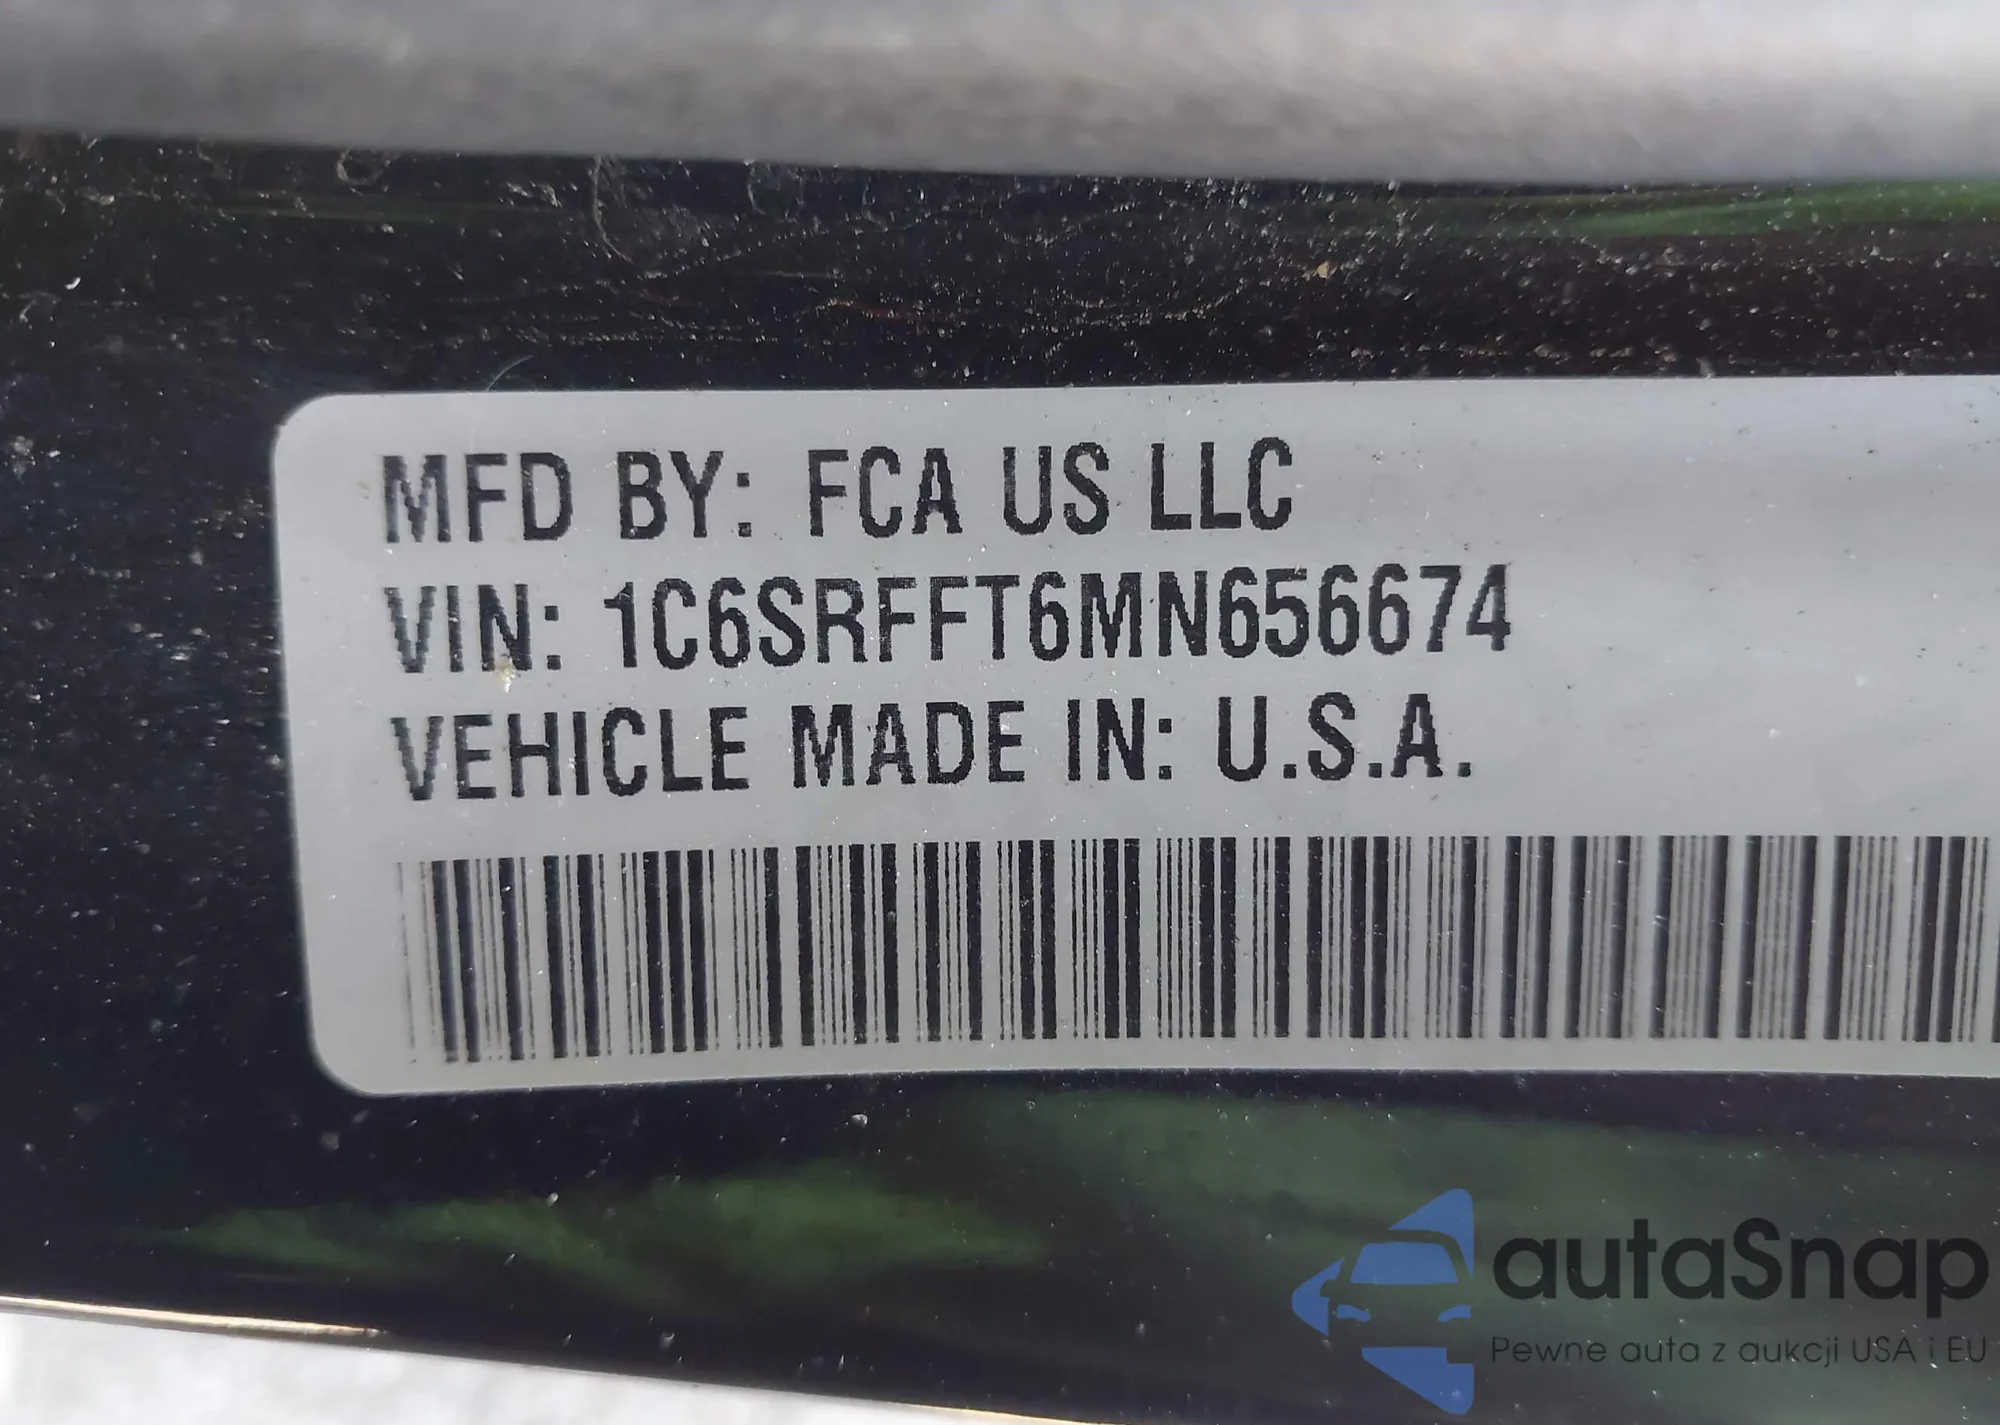 MFD BY: FCA US LLC
VIN: 1C6SRFFT6MN656674
VEHICLE MADE IN: U.S.A.
autaSnap
Pewne auta z aukcji USA i EU